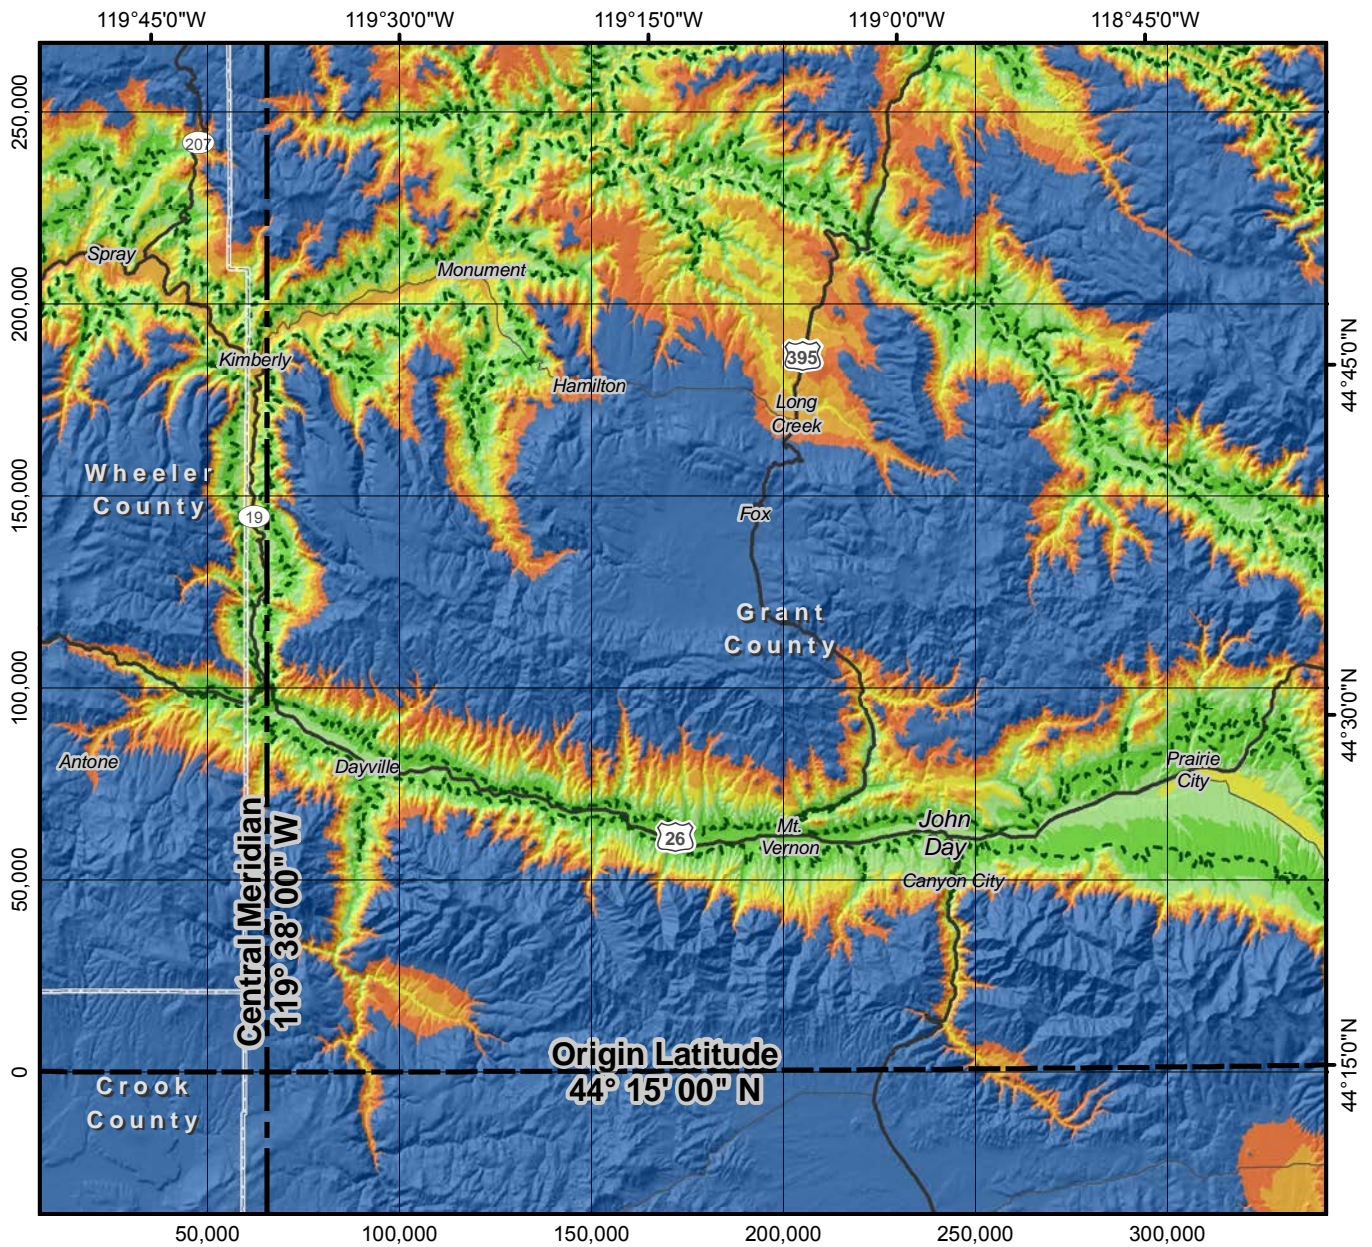 119°45'0"W
119°30'0"W
119°15'0"W
119°0'0"W
118°45'0"W
250,000
200,000
150,000
100,000
50,000
0
44°45'0"N
44°30'0"N
44°15'0"N
207
Spray
Monument
Kimberly
395
Hamilton
Long
Creek
Wheeler
County
19
Fox
Grant
County
Antone
Dayville
Prairie
City
26
Mt.
Vernon
John
Day
Canyon City
Central Meridian
119° 38' 00" W
Origin Latitude
44° 15' 00" N
Crook
County
50,000
100,000
150,000
200,000
250,000
300,000